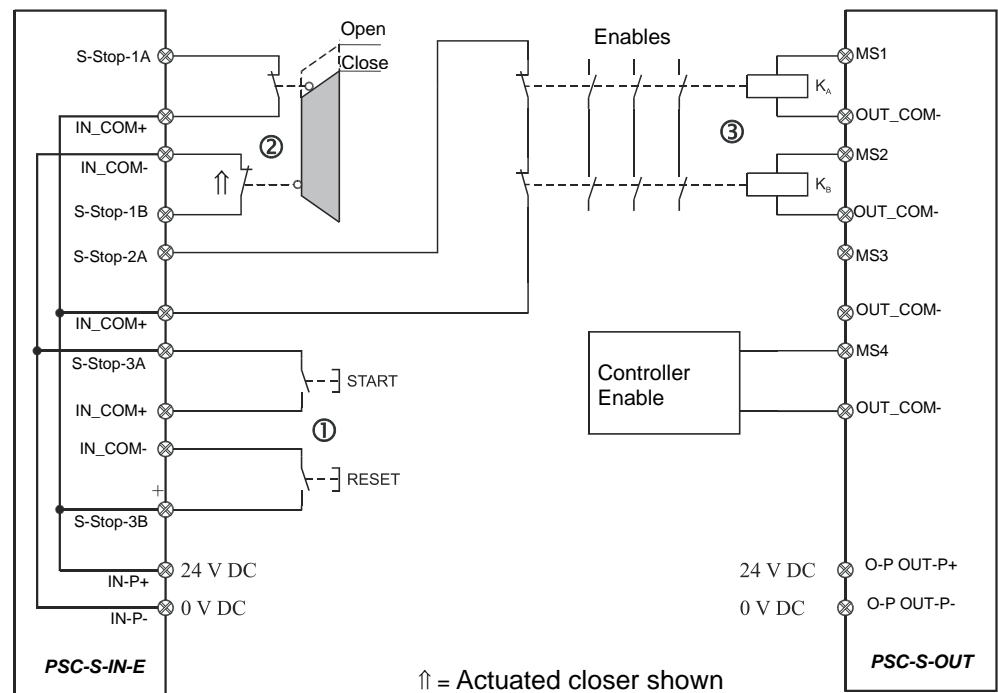 Open
Close
Enables
S-Stop-1A
IN_COM+
IN_COM-
S-Stop-1B
S-Stop-2A
IN_COM+
S-Stop-3A
IN_COM+
IN_COM-
+
S-Stop-3B
IN-P+
24 V DC
IN-P-
0 V DC
PSC-S-IN-E
②
⇑
START
①
RESET
③
Controller
Enable
MS1
K_A
OUT_COM-
MS2
K_B
OUT_COM-
MS3
OUT_COM-
MS4
OUT_COM-
24 V DC
O-P OUT-P+
0 V DC
O-P OUT-P-
PSC-S-OUT
⇑ = Actuated closer shown